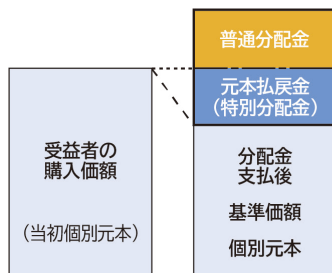 普通分配金
元本払戻金
（特別分配金）
受益者の
購入価額
（当初個別元本）
分配金
支払後
基準価額
個別元本